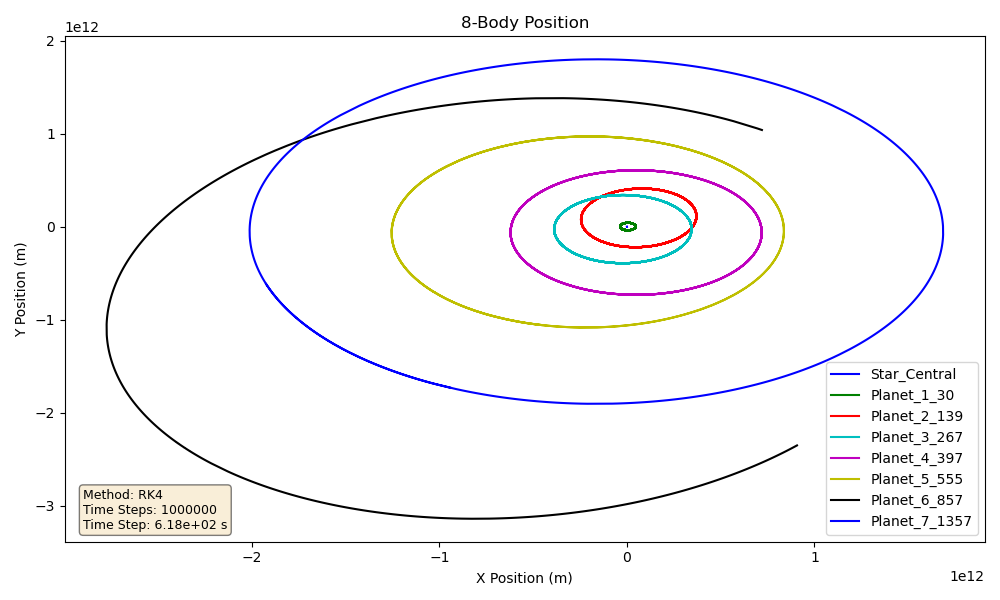 8-Body Position
1e12
2
1
0
−1
−2
−3
Y Position (m)
Star_Central
Planet_1_30
Planet_2_139
Planet_3_267
Planet_4_397
Planet_5_555
Planet_6_857
Planet_7_1357
Method: RK4
Time Steps: 1000000
Time Step: 6.18e+02 s
−2
−1
0
1
X Position (m)
1e12